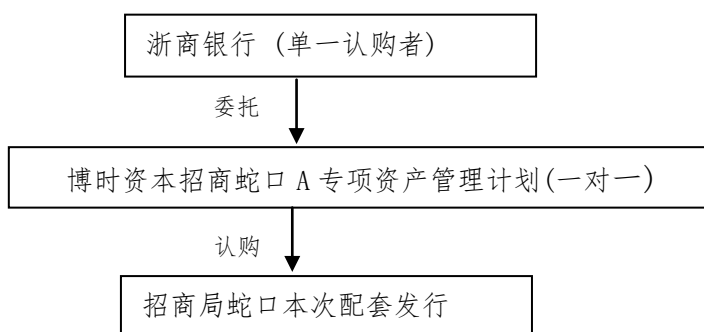 浙商银行 (单一认购者)
委托
博时资本招商蛇口 A 专项资产管理计划(一对一)
认购
招商局蛇口本次配套发行